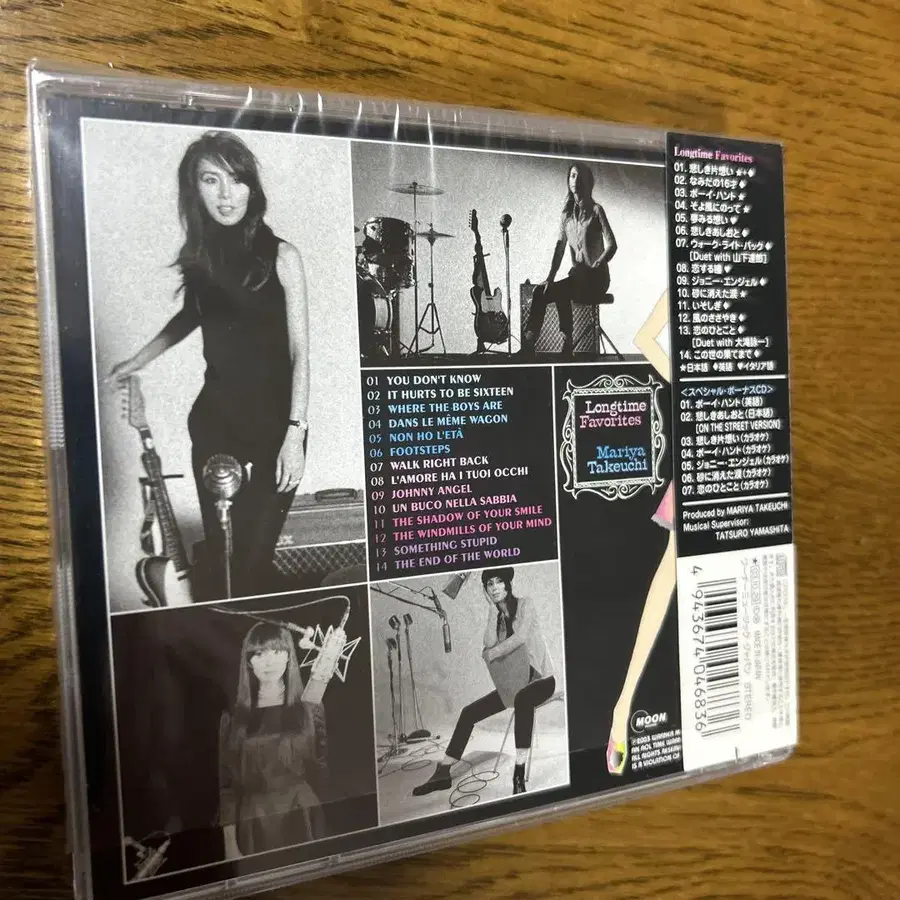 01 YOU DON'T KNOW
02 IT HURTS TO BE SIXTEEN
03 WHERE THE BOYS ARE
04 DANS LE MÊME WAGON
05 NON HO L'ETÀ
06 FOOTSTEPS
07 WALK RIGHT BACK
08 L'AMORE HA I TUOI OCCHI
09 JOHNNY ANGEL
10 UN BUCO NELLA SABBIA
11 THE SHADOW OF YOUR SMILE
12 THE WINDMILLS OF YOUR MIND
13 SOMETHING STUPID
14 THE END OF THE WORLD
Longtime
Favorites
Mariya
Takeuchi
MOON
Longtime Favorites
01. 悲しき片想い ★♦
02. なみだの16才 ♦
03. ボーイ・ハント ★
04. そよ風にのって ★
05. 夢みる想い ♥
06. 悲しきあしおと ♦
07. ウォーク・ライト・バック ♦
[Duet with 山下達郎]
08. 恋する瞳 ♥
09. ジョニー・エンジェル ♦
10. 砂に消えた涙 ★
11. いそしぎ ♦
12. 風のささやき ♦
13. 恋のひとこと ♦
[Duet with 大滝詠一]
14. この世の果てまで ♦
★日本語 ♦英語 ♥イタリア語
<スペシャル・ボーナスCD>
01. ボーイ・ハント(英語)
02. 悲しきあしおと(日本語)
[ON THE STREET VERSION]
03. 悲しき片想い(カラオケ)
04. ボーイ・ハント(カラオケ)
05. ジョニー・エンジェル(カラオケ)
06. 砂に消えた涙(カラオケ)
07. 恋のひとこと(カラオケ)
Produced by MARIYA TAKEUCHI
Musical Supervisor:
TATSURO YAMASHITA
4943674046836
STEREO
MADE IN JAPAN